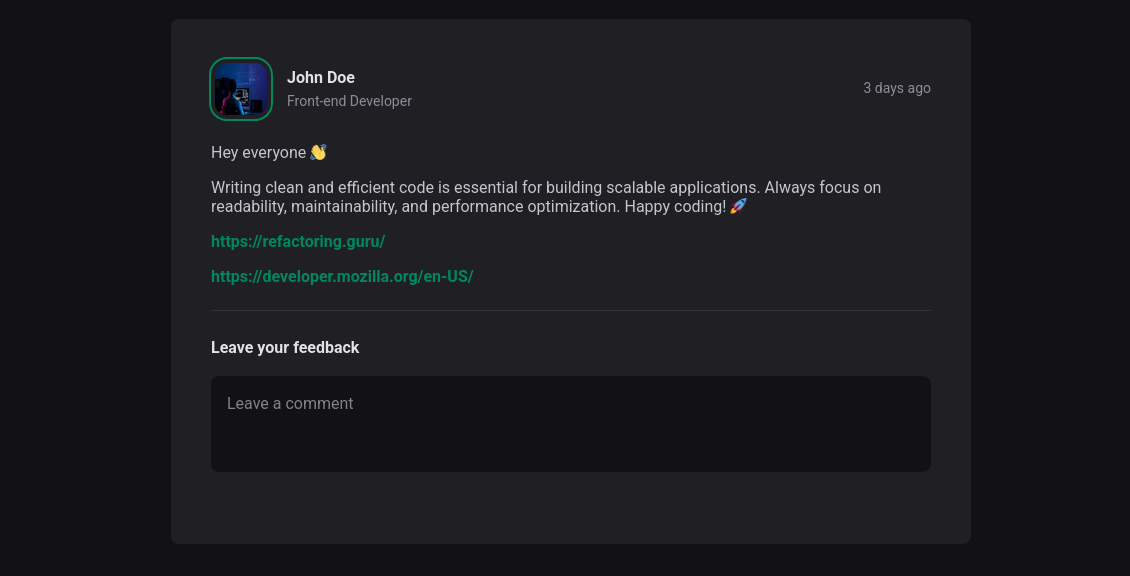 John Doe
Front-end Developer
3 days ago
Hey everyone 👋
Writing clean and efficient code is essential for building scalable applications. Always focus on
readability, maintainability, and performance optimization. Happy coding! 🚀
https://refactoring.guru/
https://developer.mozilla.org/en-US/
Leave your feedback
Leave a comment